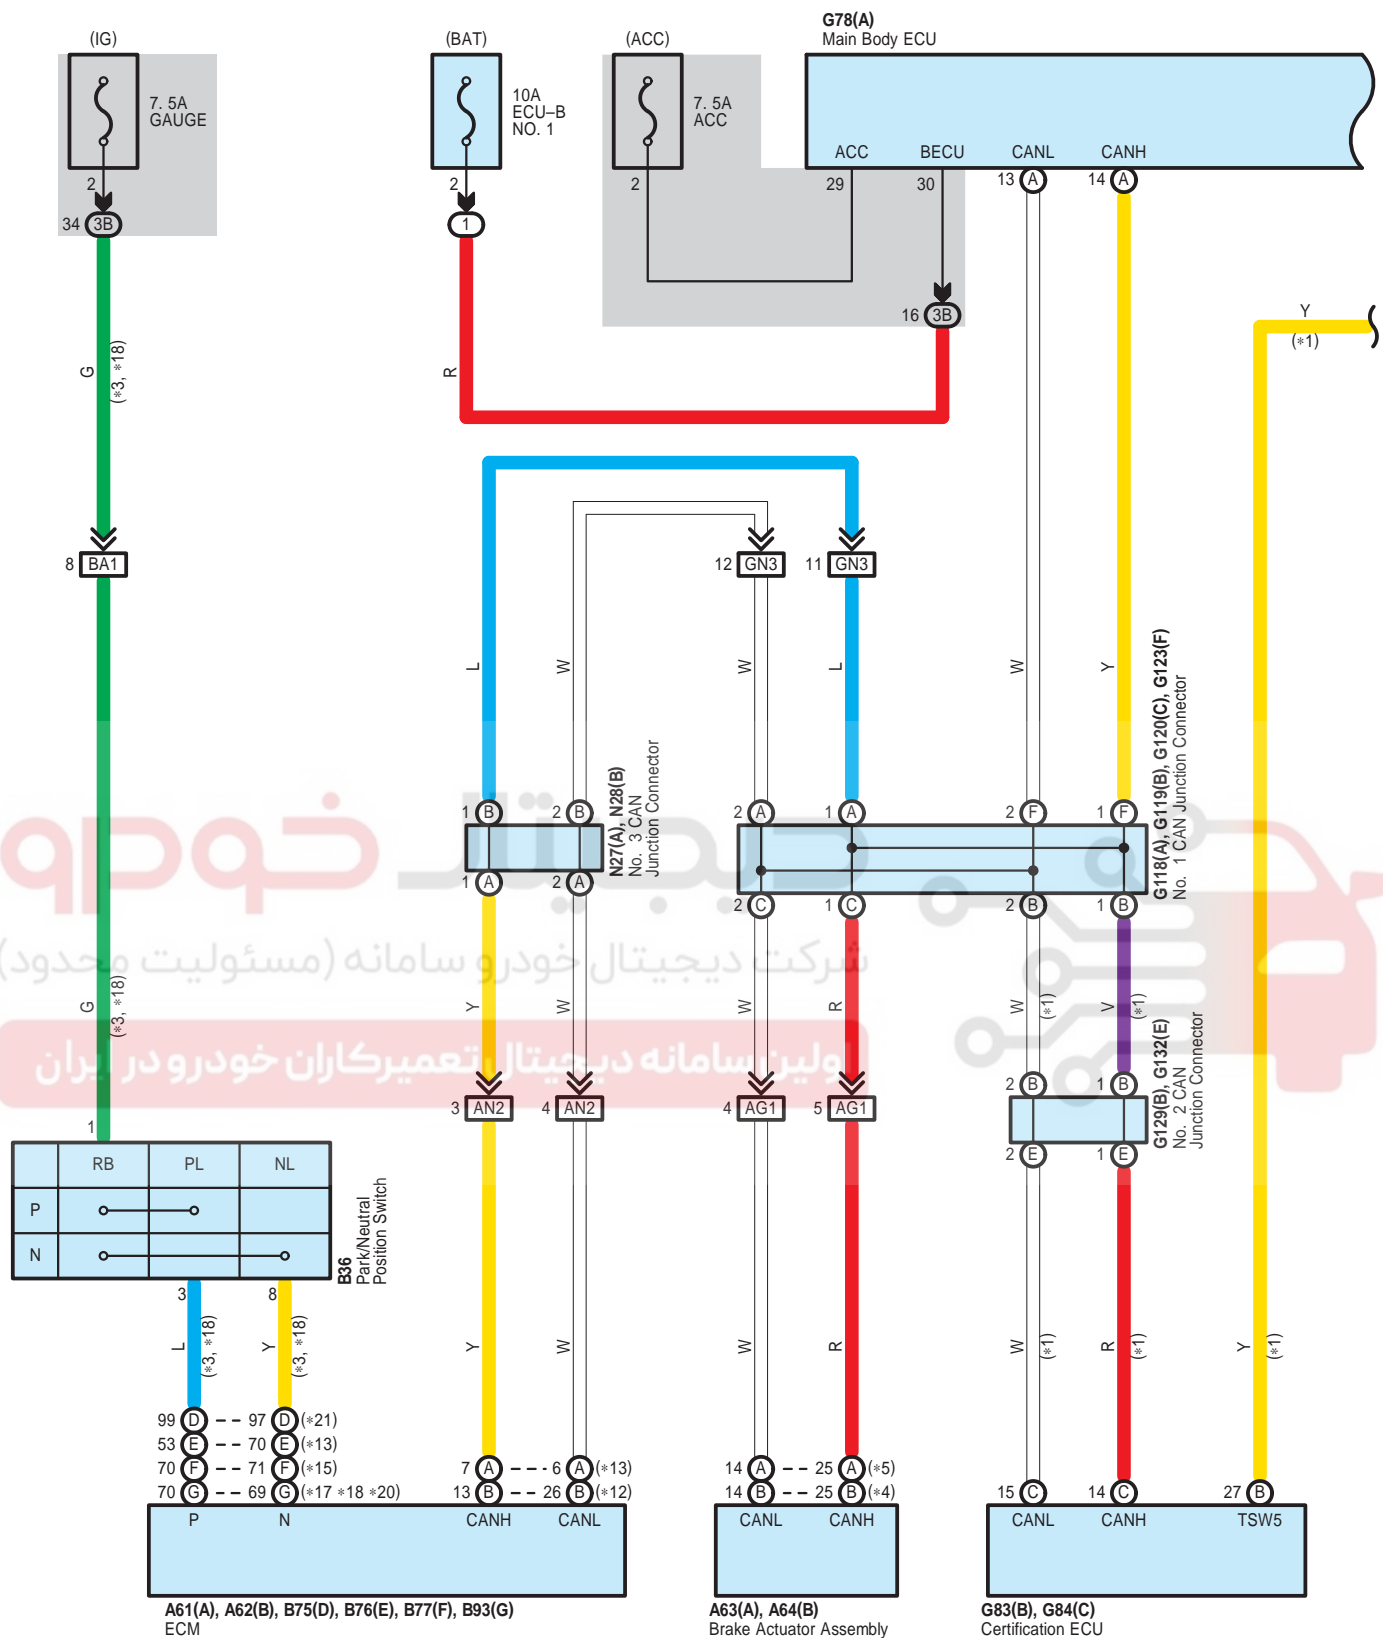 G78(A)
Main Body ECU
(IG)
(BAT)
(ACC)
7. 5A
GAUGE
10A
ECU–B
NO. 1
7. 5A
ACC
ACC BECU CANL CANH
2 2 2 29 30 13 A 14 A
34 3B
1
16 3B
Y
(*1)
G
(*3, *18)
R
8 BA1
12 GN3 11 GN3
L W W L W Y
N27(A), N28(B)
No. 3 CAN
Junction Connector
G118(A), G119(B), G120(C), G123(F)
No. 1 CAN Junction Connector
1 B 2 B 2 A 1 A 2 F 1 F
1 A 2 A 2 C 1 C 2 B 1 B
دیجیتال خودرو
شرکت دیجیتال خودرو سامانه (مسئولیت محدود)
اولین سامانه دیجیتال تعمیرکاران خودرو در ایران
G
(*3, *18)
Y W W R
W
(*1)
V
(*1)
G129(B), G132(E)
No. 2 CAN
Junction Connector
2 B 1 B
3 AN2 4 AN2 4 AG1 5 AG1
2 E 1 E
1
RB PL NL
P
N
B36
Park/Neutral
Position Switch
3 8
L
(*3, *18)
Y
(*3, *18)
Y W W R
W
(*1)
R
(*1)
Y
(*1)
99 D 97 D (*21)
53 E 70 E (*13)
70 F 71 F (*15)
70 G 69 G (*17 *18 *20)
7 A 6 A (*13)
13 B 26 B (*12)
14 A 25 A (*5)
14 B 25 B (*4)
15 C 14 C 27 B
P N CANH CANL CANL CANH CANL CANH TSW5
A61(A), A62(B), B75(D), B76(E), B77(F), B93(G)
ECM
A63(A), A64(B)
Brake Actuator Assembly
G83(B), G84(C)
Certification ECU